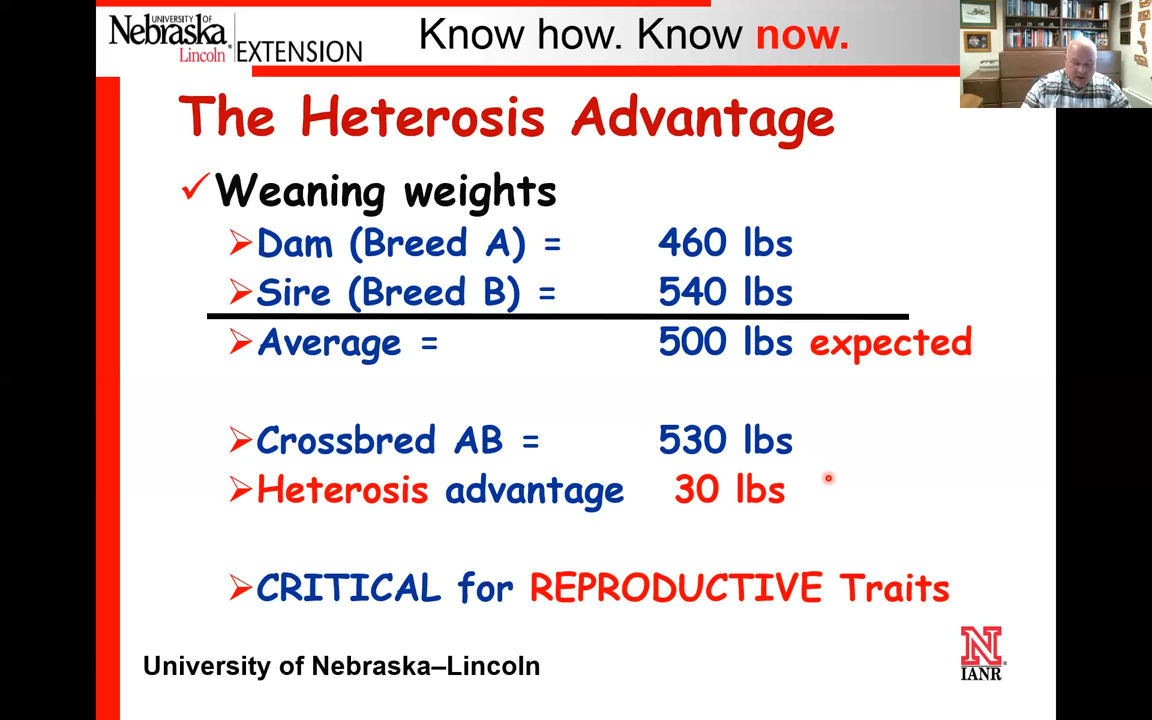 UNIVERSITY OF
Nebraska
Lincoln
EXTENSION
Know how. Know now.
The Heterosis Advantage
Weaning weights
Dam (Breed A) = 460 lbs
Sire (Breed B) = 540 lbs
Average = 500 lbs expected
Crossbred AB = 530 lbs
Heterosis advantage 30 lbs
CRITICAL for REPRODUCTIVE Traits
University of Nebraska–Lincoln
N
IANR